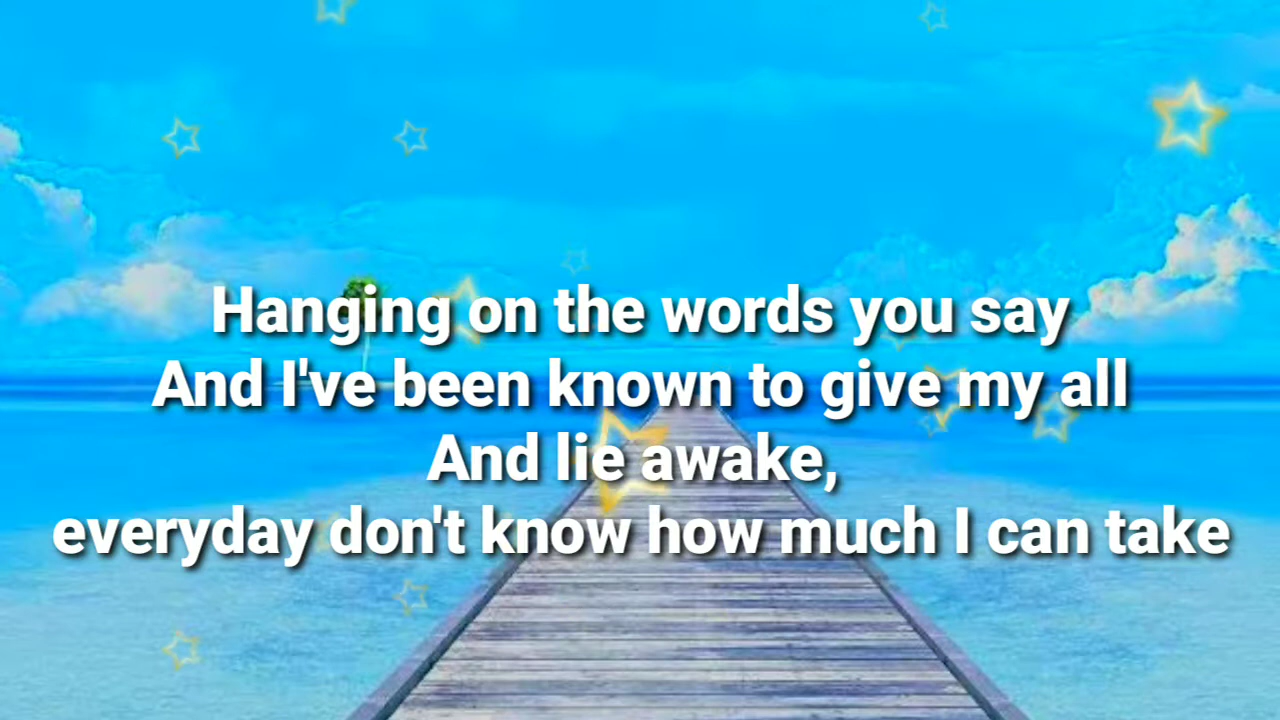 Hanging on the words you say
And I've been known to give my all
And lie awake,
everyday don't know how much I can take